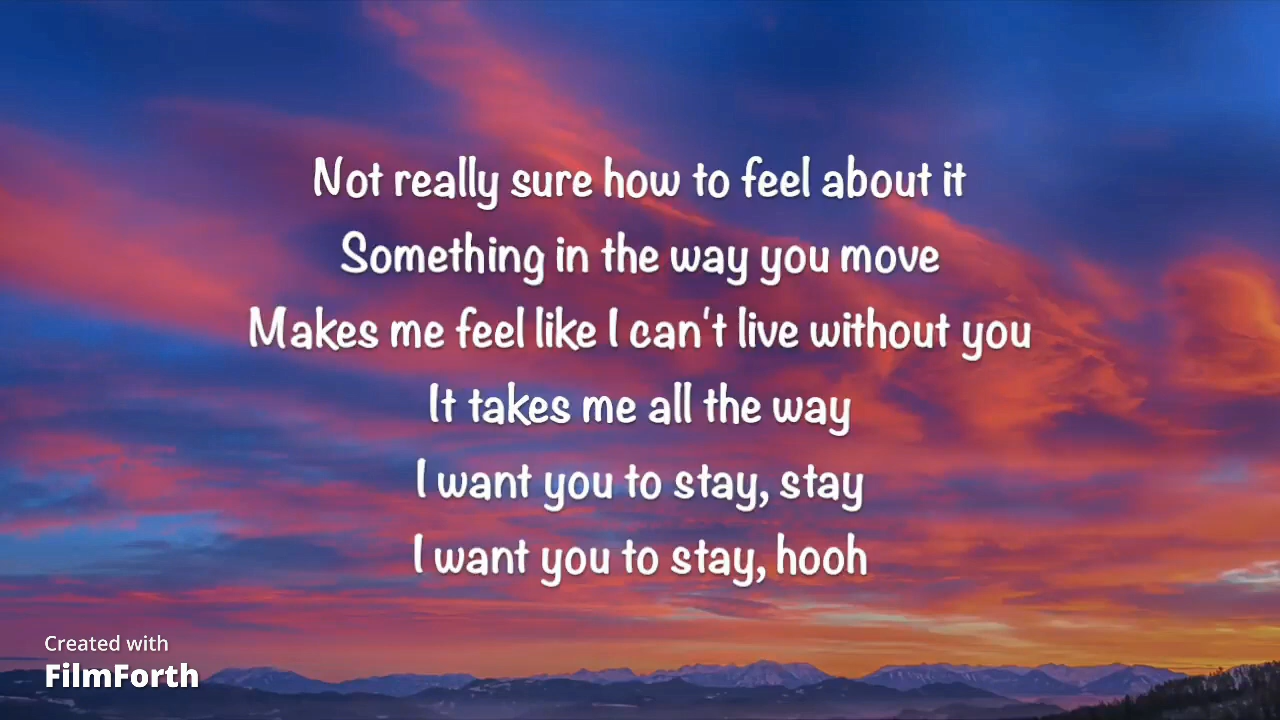 Not really sure how to feel about it
Something in the way you move
Makes me feel like I can't live without you
It takes me all the way
I want you to stay, stay
I want you to stay, hooh
Created with
FilmForth